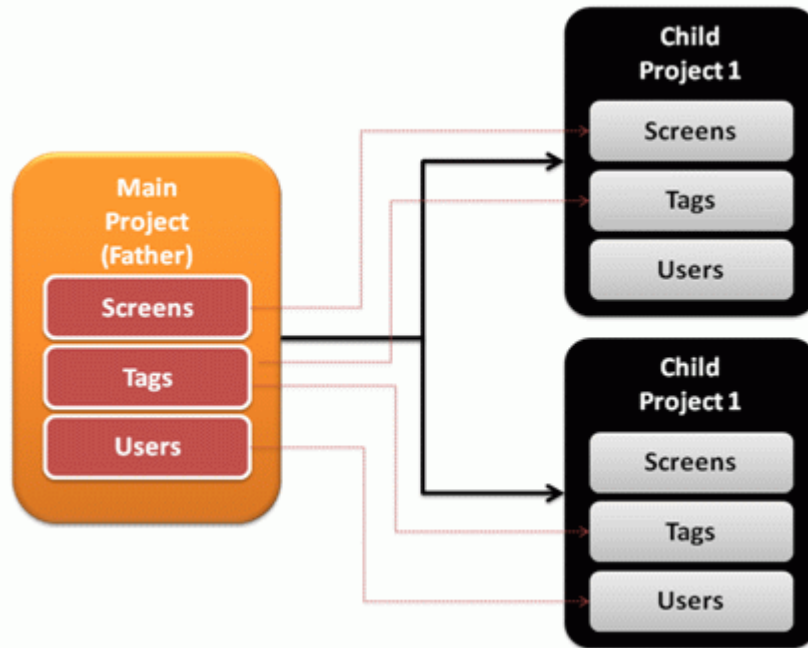 Main
Project
(Father)
Screens
Tags
Users
Child
Project 1
Screens
Tags
Users
Child
Project 1
Screens
Tags
Users